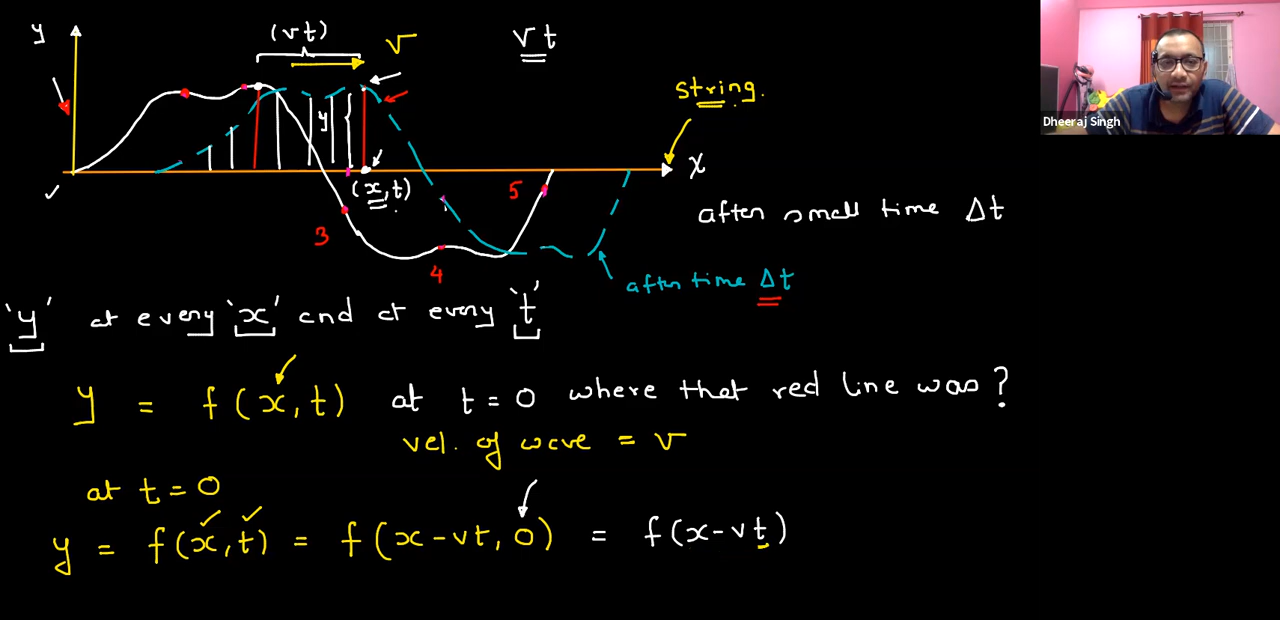 y
(vt)
v
vt
string.
Dheeraj Singh
y
x
(x,t)
5
after small time Δt
3
4
after time Δt
'y' at every 'x' and at every 't'
y = f(x,t) at t=0 where that red line was?
vel. of wave = v
at t=0
y = f(x,t) = f(x-vt,0) = f(x-vt)